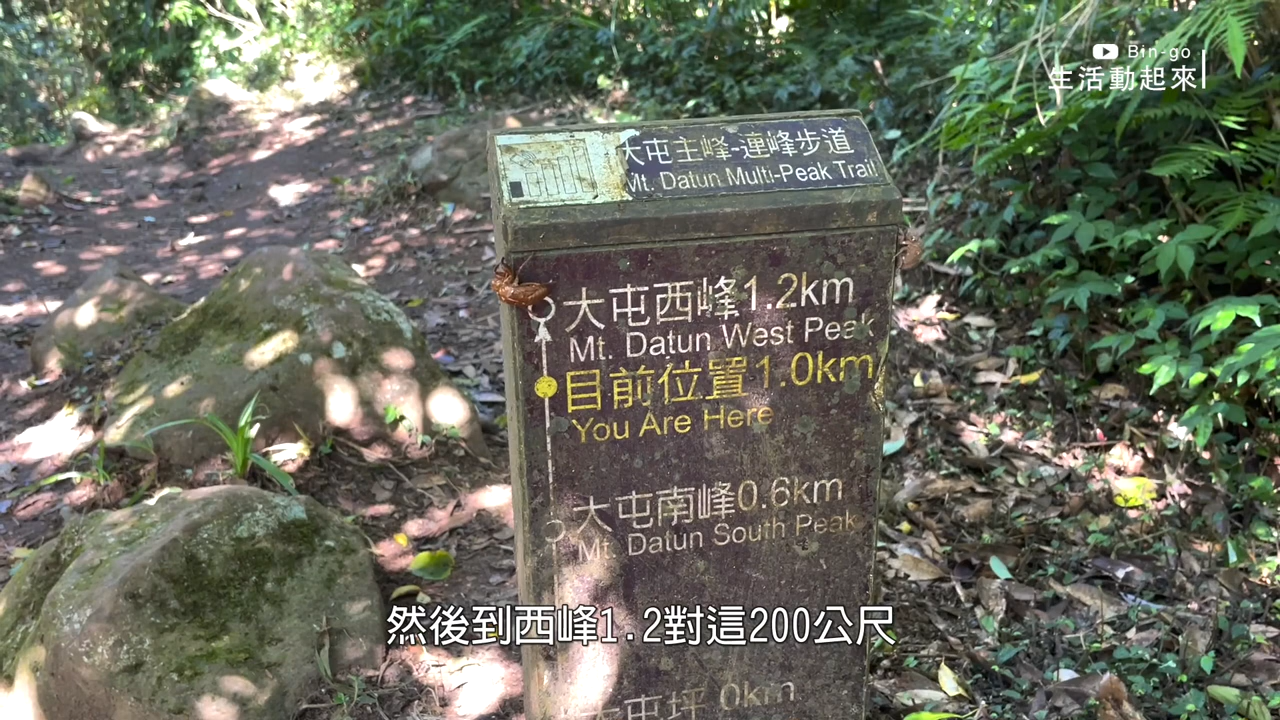 Bin-go
生活動起來
大屯主峰-連峰步道
Mt. Datun Multi-Peak Trail
大屯西峰1.2km
Mt. Datun West Peak
目前位置1.0km
You Are Here
大屯南峰0.6km
Mt. Datun South Peak
然後到西峰1.2對這200公尺
大屯坪 0km